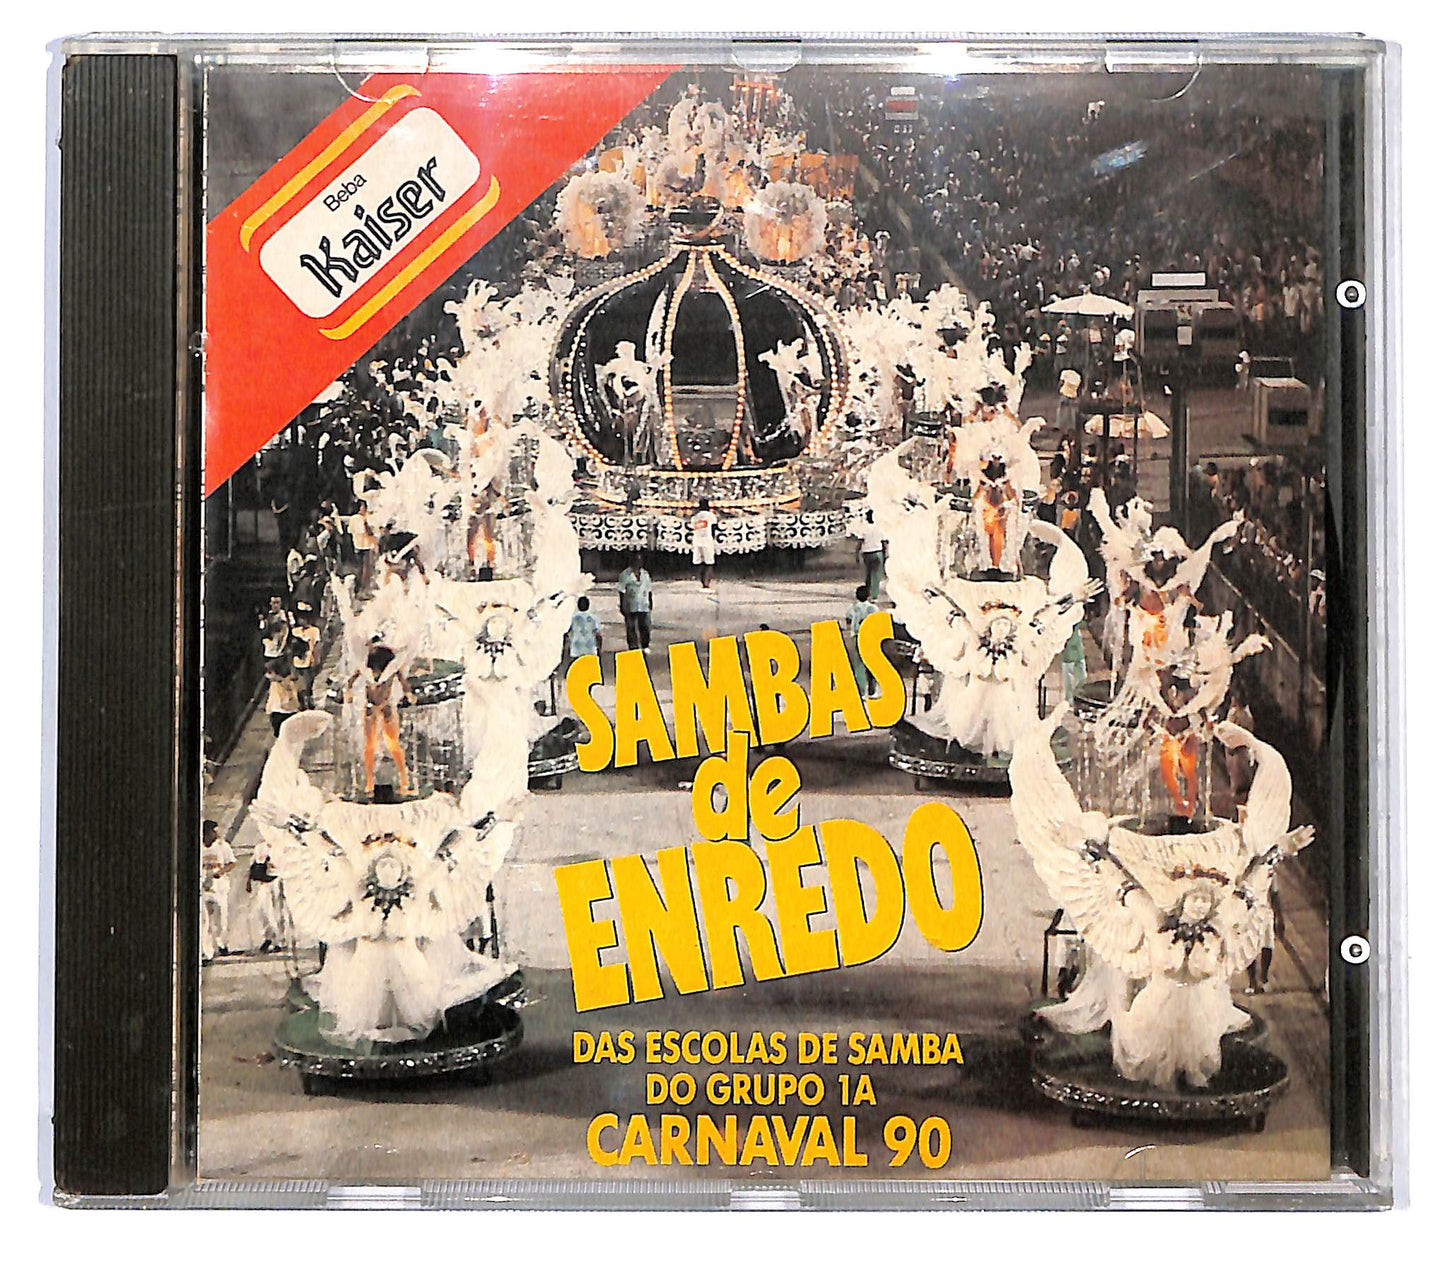 Beba
Kaiser
SAMBAS
de
ENREDO
DAS ESCOLAS DE SAMBA
DO GRUPO 1A
CARNAVAL 90